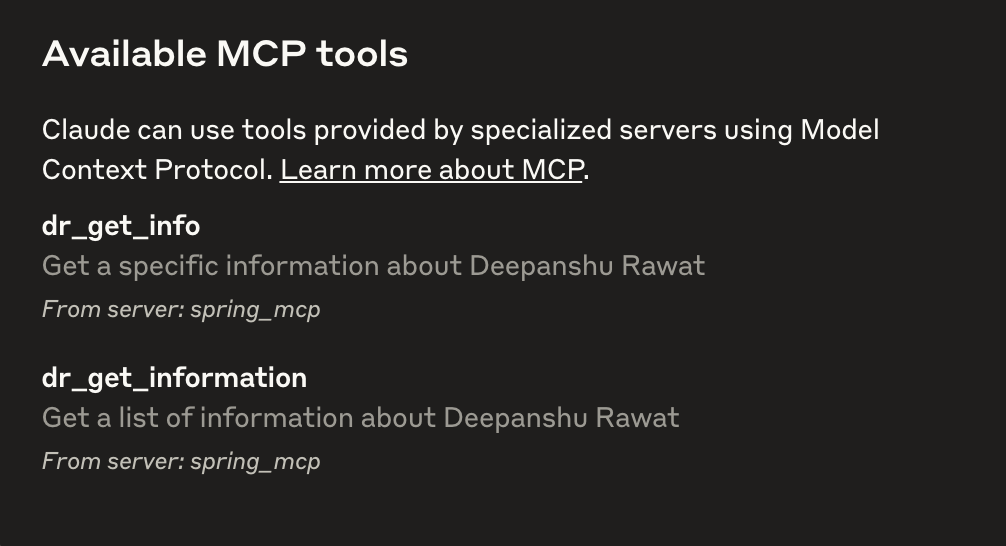 Available MCP tools
Claude can use tools provided by specialized servers using Model
Context Protocol. Learn more about MCP.
dr_get_info
Get a specific information about Deepanshu Rawat
From server: spring_mcp
dr_get_information
Get a list of information about Deepanshu Rawat
From server: spring_mcp